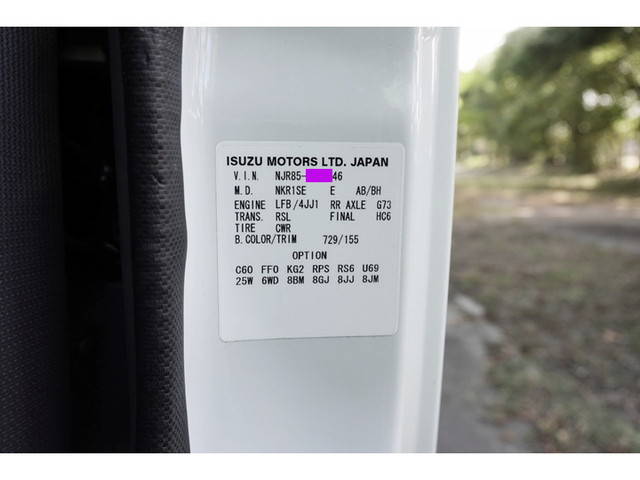 ISUZU MOTORS LTD. JAPAN
V.I.N. NJR85- 46
M.D. NKR1SE E AB/BH
ENGINE LFB/4JJ1 RR AXLE G73
TRANS. RSL FINAL HC6
TIRE CWR
B.COLOR/TRIM 729/155
OPTION
C60 FF0 KG2 RPS RS6 U69
25W 6WD 8BM 8GJ 8JJ 8JM